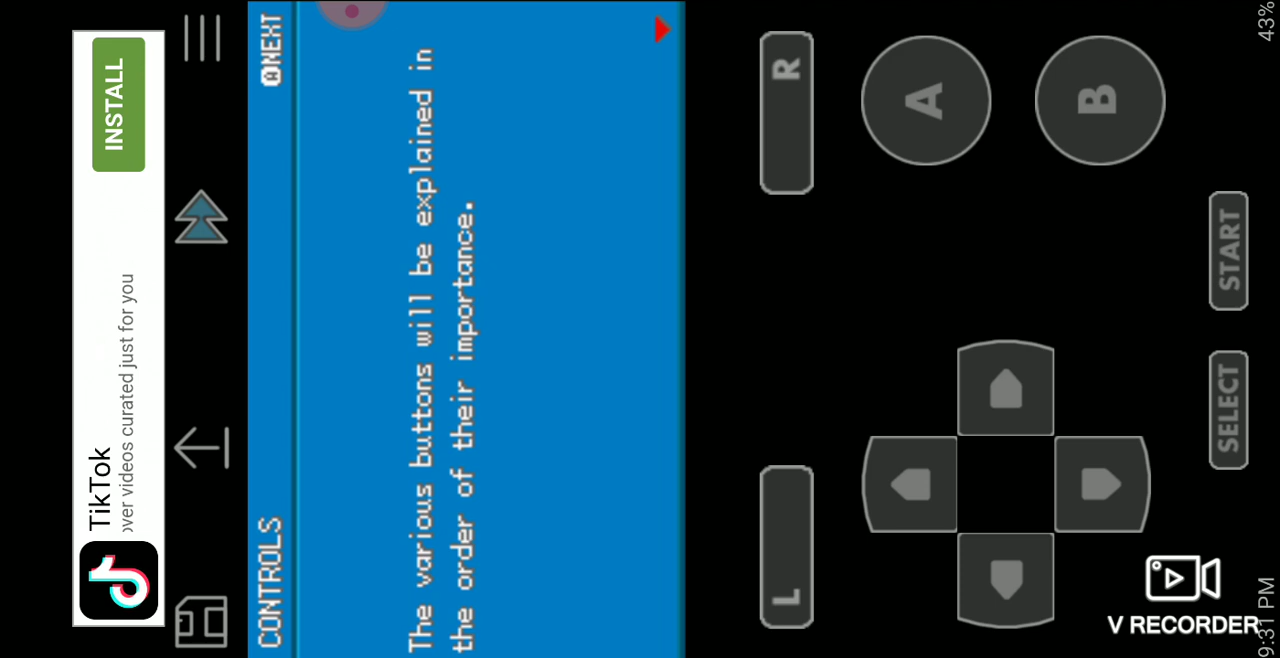 TikTok
over videos curated just for you
INSTALL
CONTROLS
ⒶNEXT
The various buttons will be explained in
the order of their importance.
L
R
A
B
SELECT
START
V RECORDER
9:31 PM
43%